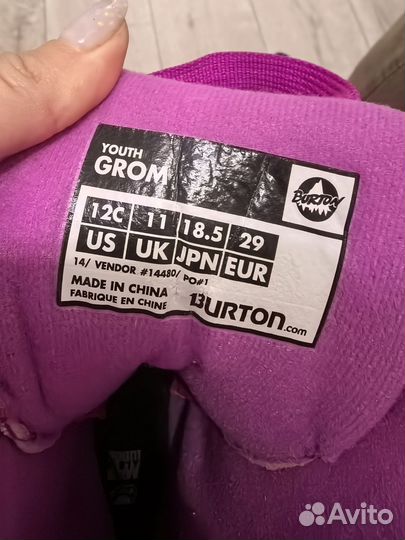 YOUTH
GROM
BURTON
12C 11 18.5 29
US UK JPN EUR
14/ VENDOR #14480/ PO#1
MADE IN CHINA
FABRIQUE EN CHINE
BURTON.com
Avito